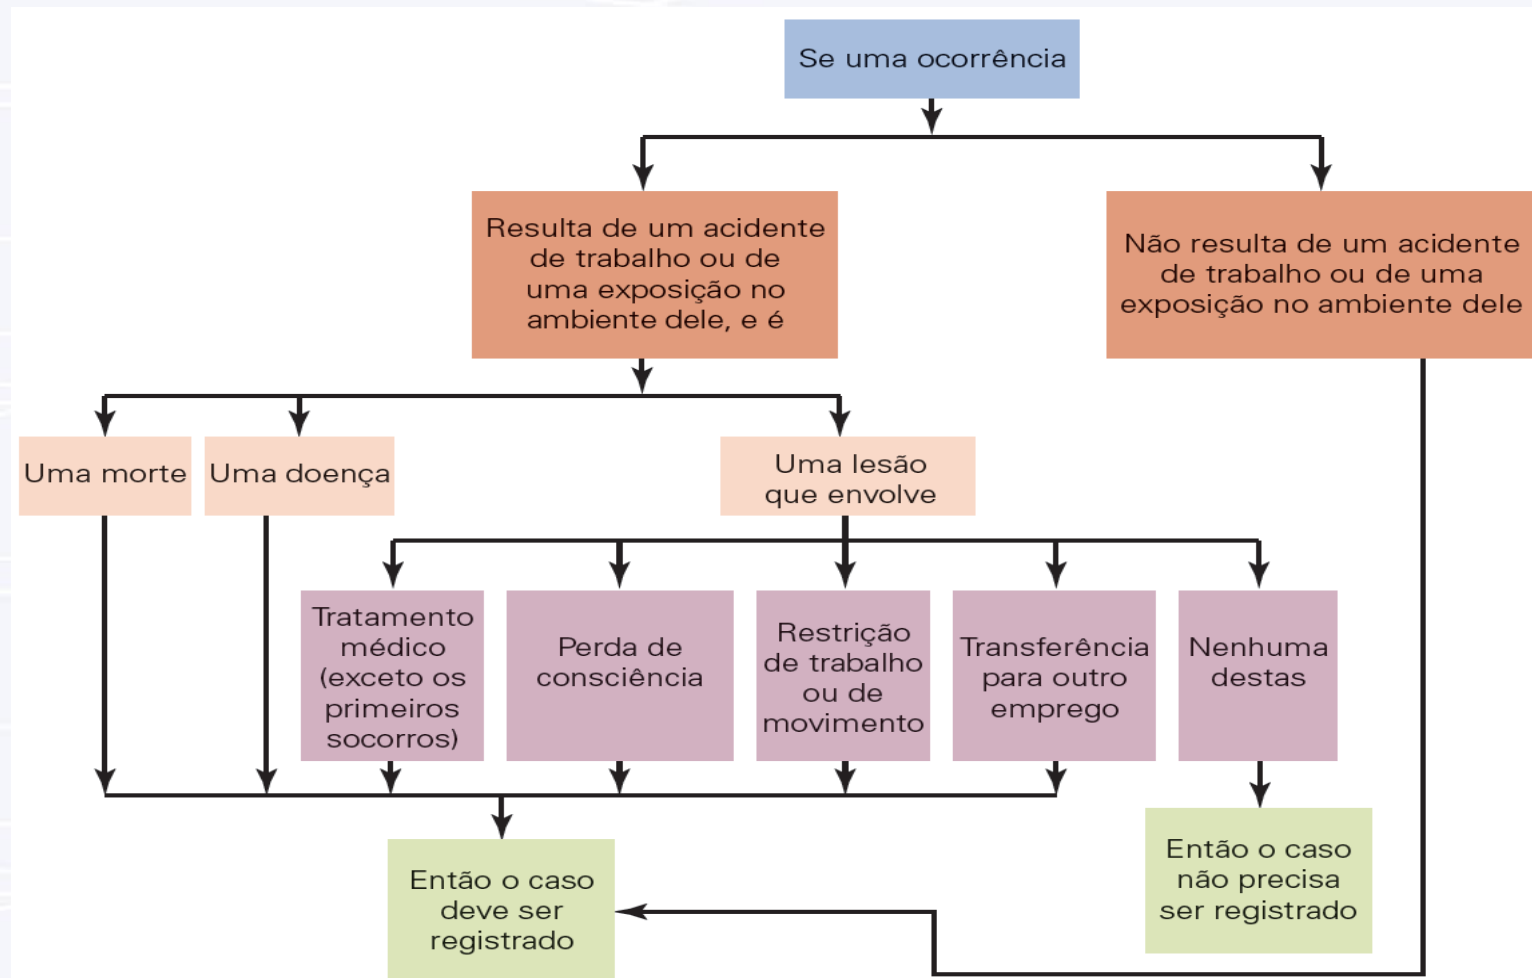 Se uma ocorrência
Resulta de um acidente
de trabalho ou de
uma exposição no
ambiente dele, e é
Não resulta de um acidente
de trabalho ou de uma
exposição no ambiente dele
Uma morte
Uma doença
Uma lesão
que envolve
Tratamento
médico
(exceto os
primeiros
socorros)
Perda de
consciência
Restrição
de trabalho
ou de
movimento
Transferência
para outro
emprego
Nenhuma
destas
Então o caso
deve ser
registrado
Então o caso
não precisa
ser registrado